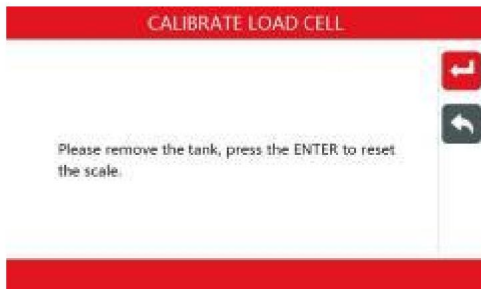 CALIBRATE LOAD CELL
Please remove the tank, press the ENTER to reset
the scale.